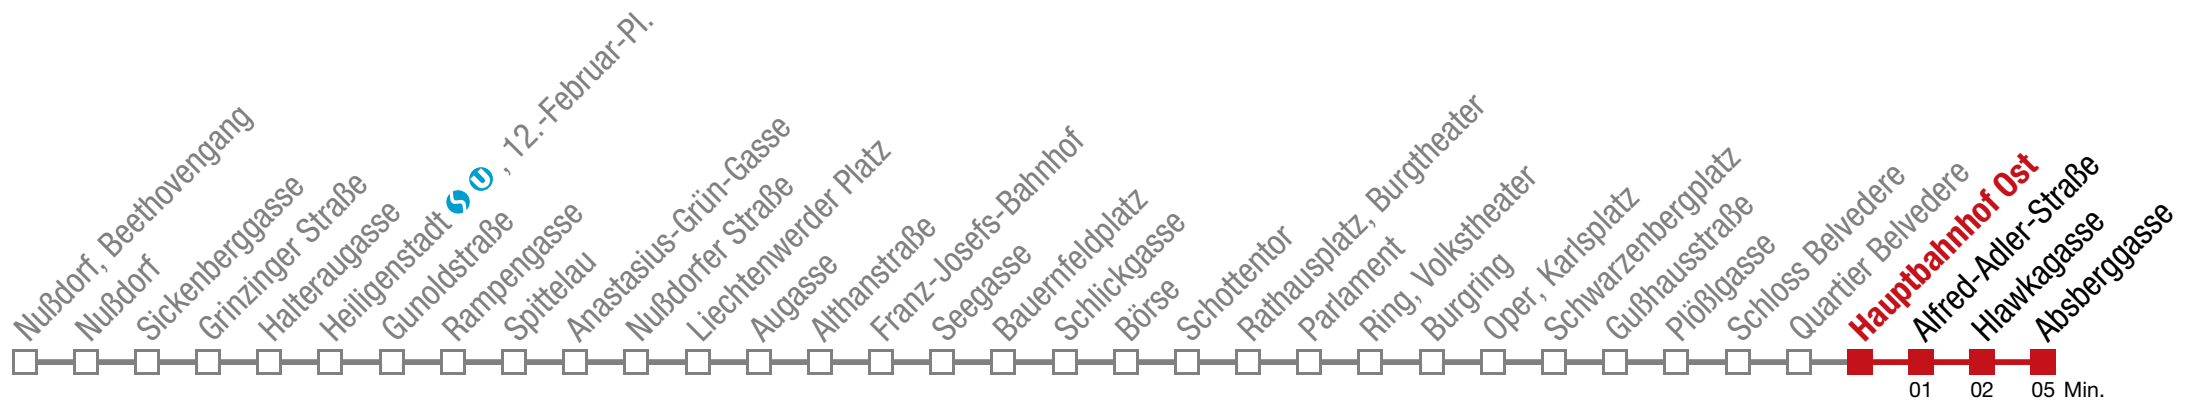 Nußdorf, Beethovengang
Nußdorf
Sickenberggasse
Grinzinger Straße
Halteraugasse
Heiligenstadt S U, 12.-Februar-Pl.
Gunoldstraße
Rampengasse
Spittelau
Anastasius-Grün-Gasse
Nußdorfer Straße
Liechtenwerder Platz
Augasse
Althanstraße
Franz-Josefs-Bahnhof
Seegasse
Bauernfeldplatz
Schlickgasse
Börse
Schottentor
Rathausplatz, Burgtheater
Parlament
Ring, Volkstheater
Burgring
Oper, Karlsplatz
Schwarzenbergplatz
Gußhausstraße
Plößlgasse
Schloss Belvedere
Quartier Belvedere
Hauptbahnhof Ost
Alfred-Adler-Straße
Hlawkagasse
Absberggasse
01 02 05 Min.